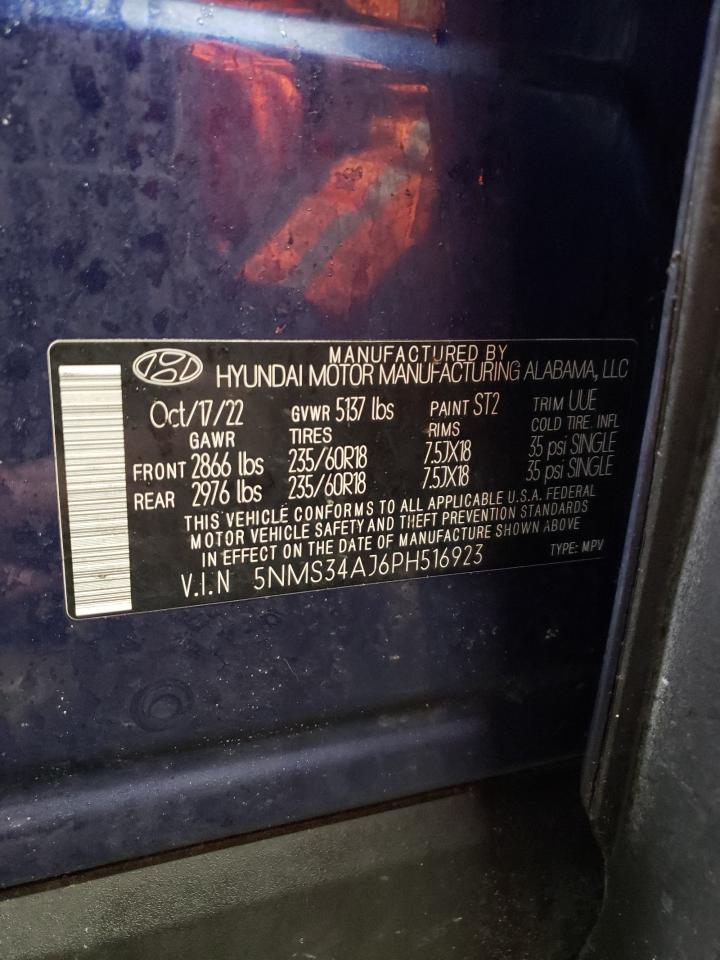 MANUFACTURED BY
HYUNDAI MOTOR MANUFACTURING ALABAMA, LLC
Oct/17/22 GVWR 5137 lbs PAINT ST2 TRIM UUE
GAWR TIRES RIMS COLD TIRE. INFL
FRONT 2866 lbs 235/60R18 7.5JX18 35 psi SINGLE
REAR 2976 lbs 235/60R18 7.5JX18 35 psi SINGLE
THIS VEHICLE CONFORMS TO ALL APPLICABLE U.S.A. FEDERAL
MOTOR VEHICLE SAFETY AND THEFT PREVENTION STANDARDS
IN EFFECT ON THE DATE OF MANUFACTURE SHOWN ABOVE
V.I.N 5NMS34AJ6PH516923 TYPE: MPV